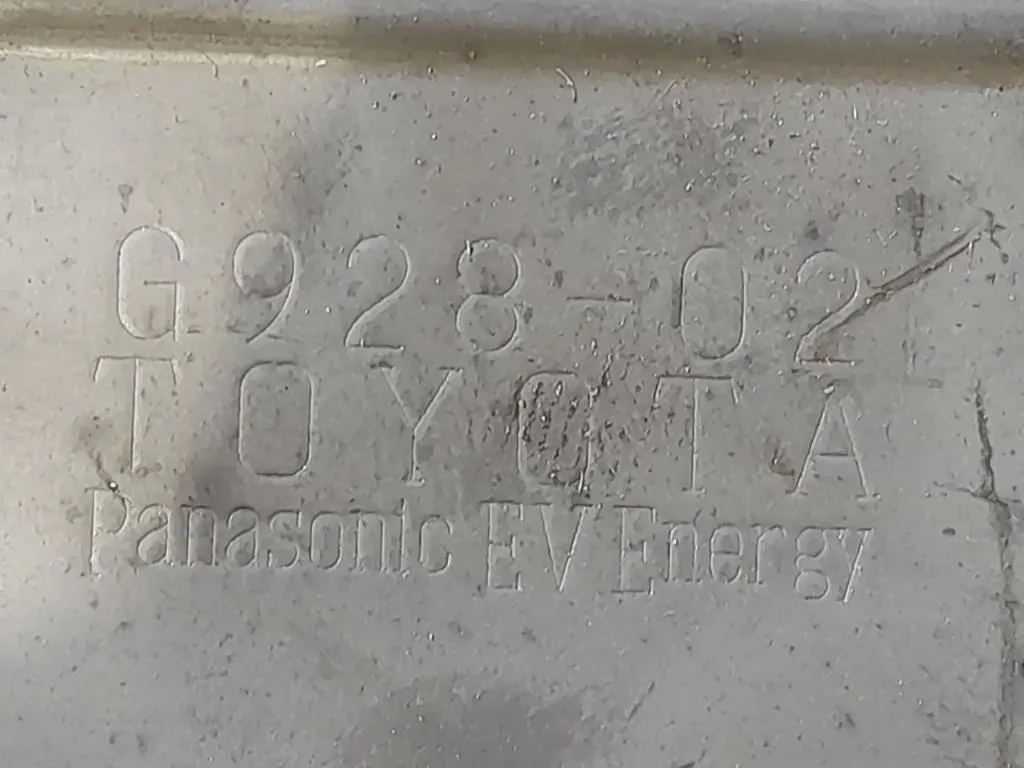 G928-02
TOYOTA
Panasonic EV Energy